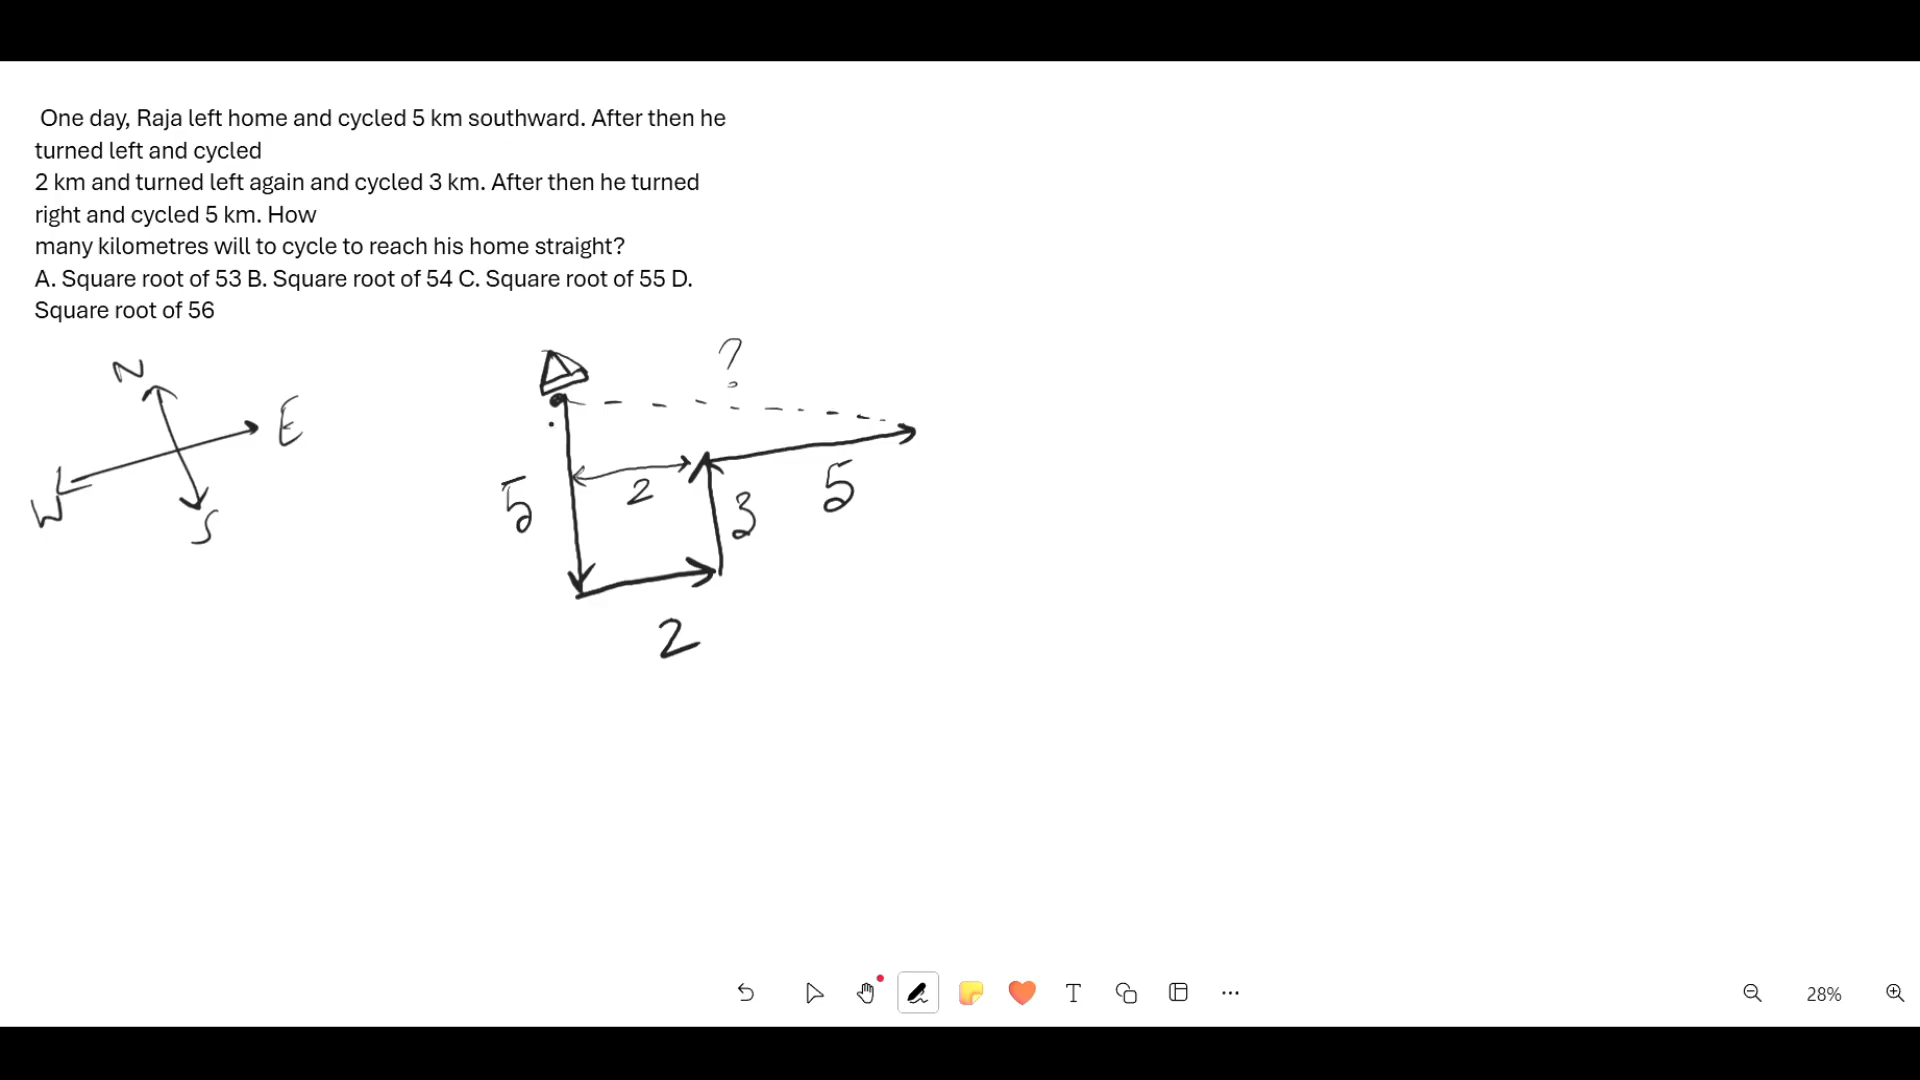 One day, Raja left home and cycled 5 km southward. After then he
turned left and cycled
2 km and turned left again and cycled 3 km. After then he turned
right and cycled 5 km. How
many kilometres will to cycle to reach his home straight?
A. Square root of 53 B. Square root of 54 C. Square root of 55 D.
Square root of 56
N
E
W
S
?
5
2
3
5
2
T
28%